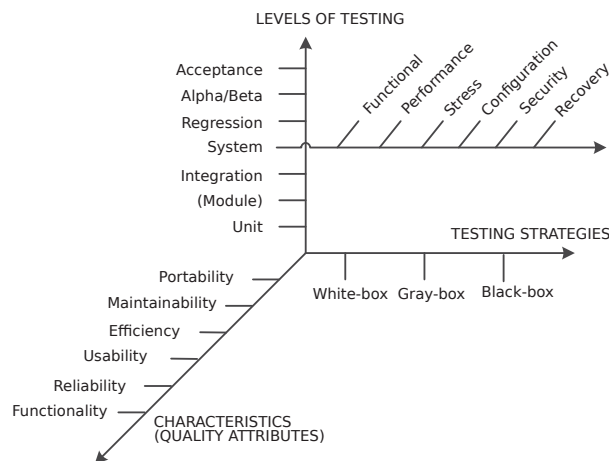 LEVELS OF TESTING
Acceptance
Alpha/Beta
Regression
System
Integration
(Module)
Unit
Functional
Performance
Stress
Configuration
Security
Recovery
TESTING STRATEGIES
White-box
Gray-box
Black-box
Portability
Maintainability
Efficiency
Usability
Reliability
Functionality
CHARACTERISTICS
(QUALITY ATTRIBUTES)